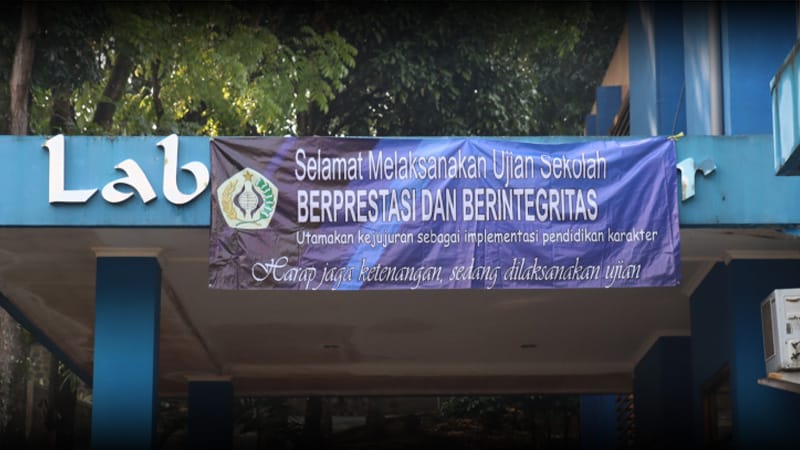 Lab
Selamat Melaksanakan Ujian Sekolah
BERPRESTASI DAN BERINTEGRITAS
Utamakan kejujuran sebagai implementasi pendidikan karakter
Harap jaga ketenangan, sedang dilaksanakan ujian